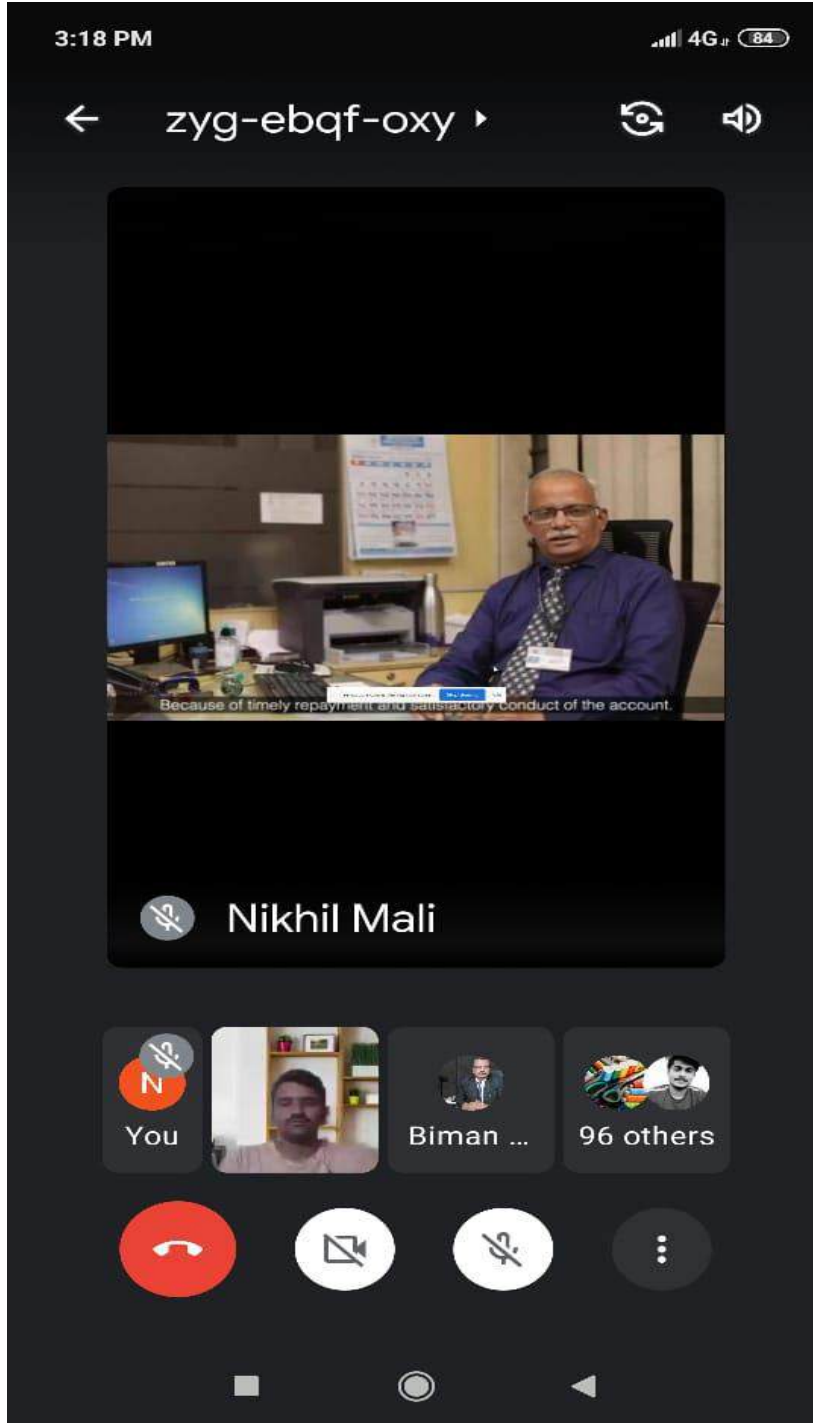 3:18 PM
4G
84
zyg-ebqf-oxy
Because of timely repayment and satisfactory conduct of the account.
Nikhil Mali
N
You
Biman ...
96 others